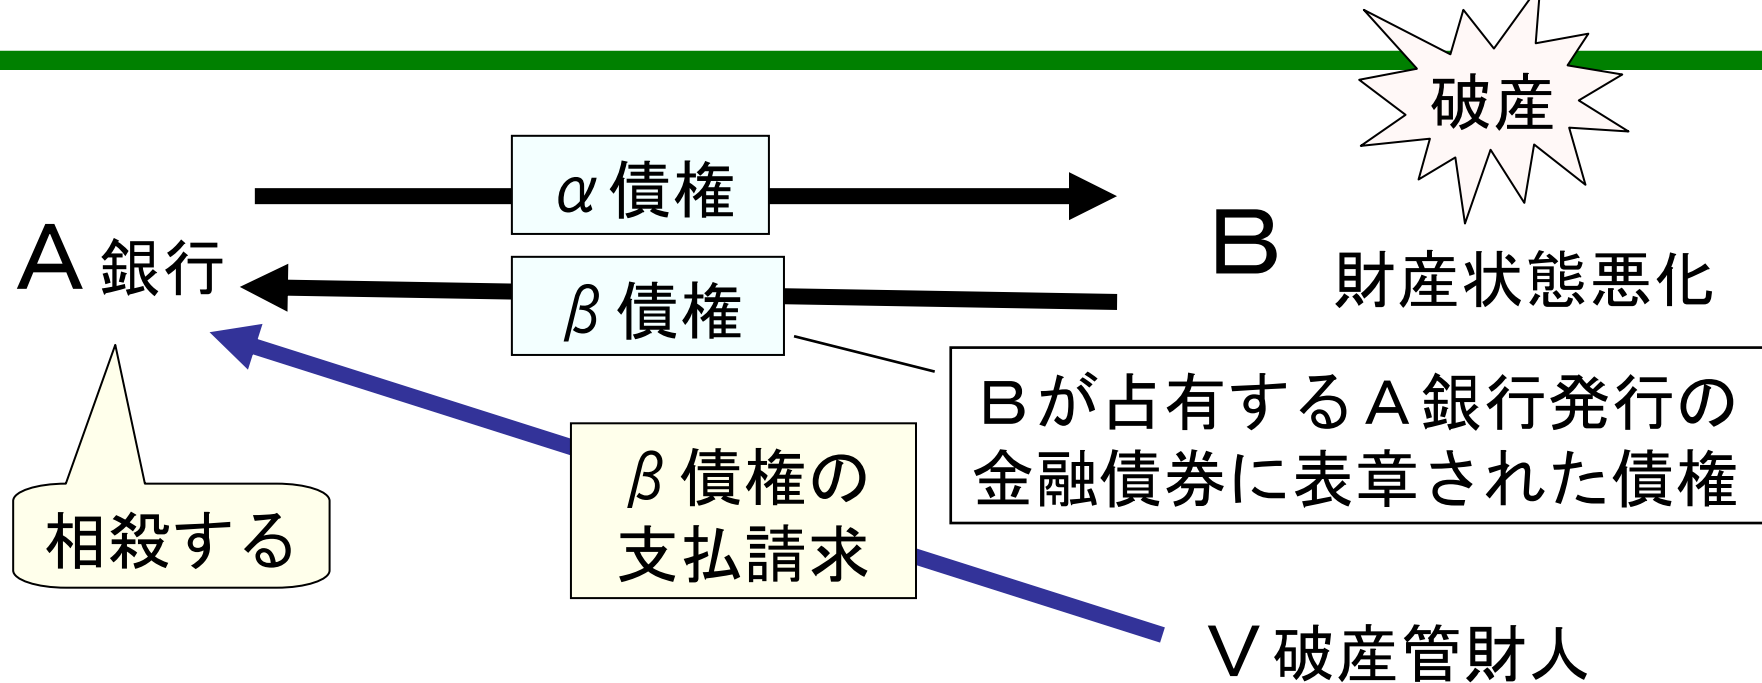 破産
α債権
A銀行
B
財産状態悪化
β債権
Bが占有するA銀行発行の
金融債券に表章された債権
β債権の
支払請求
相殺する
V破産管財人